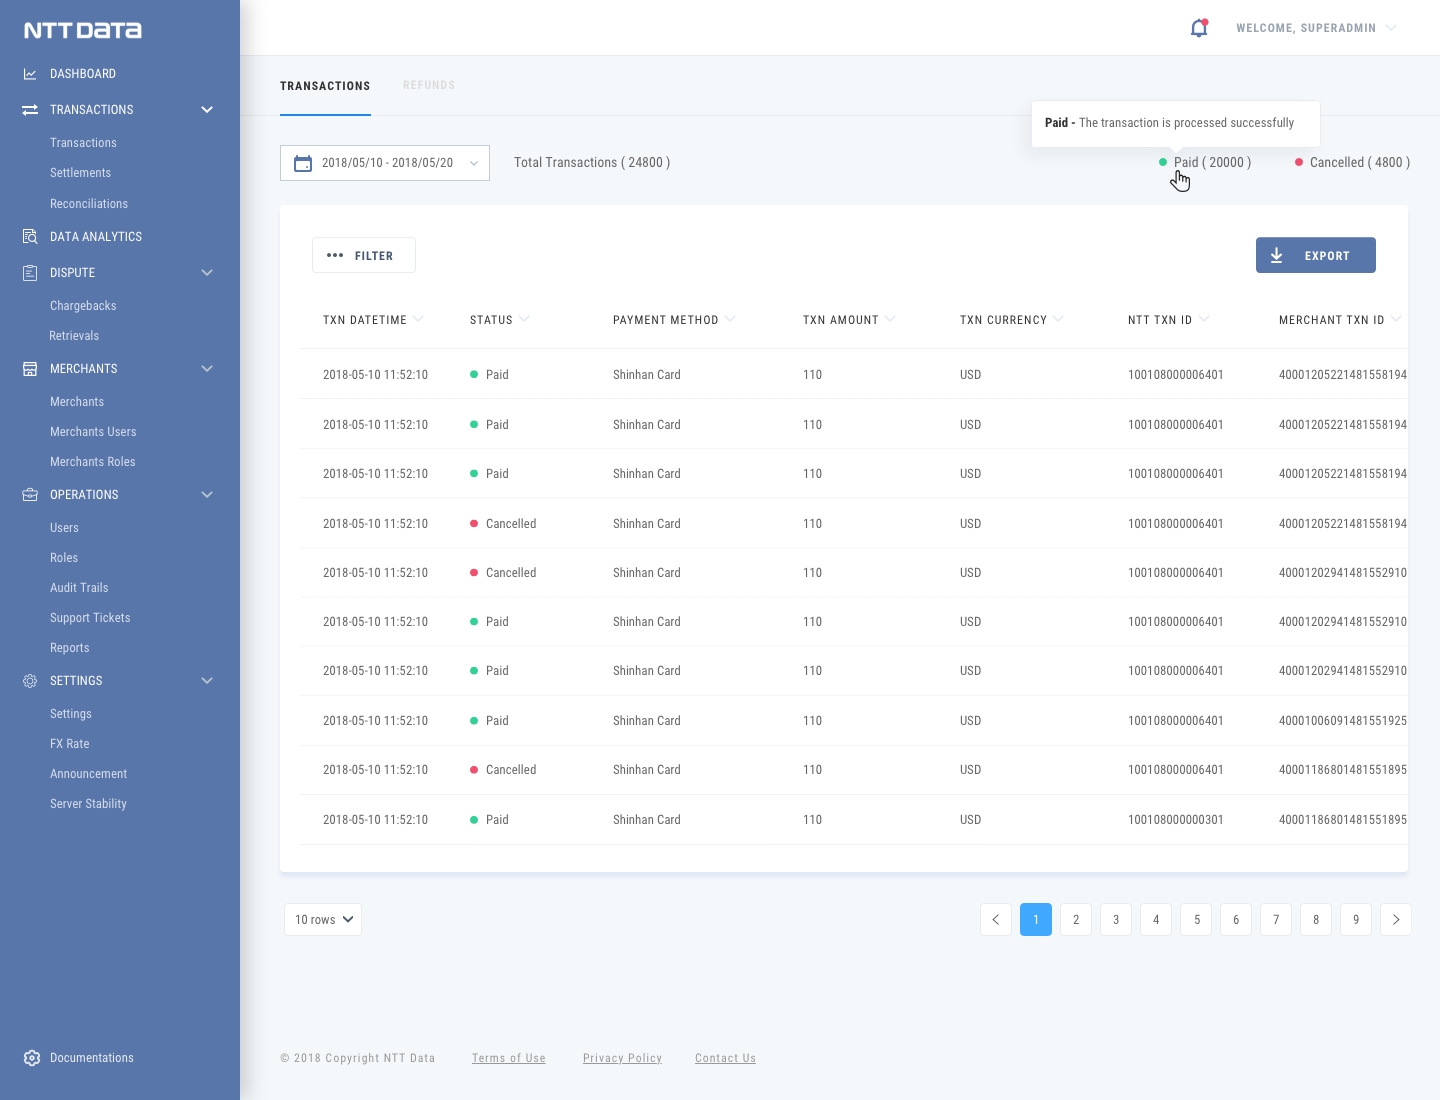 NTT DATA
DASHBOARD
TRANSACTIONS
Transactions
Settlements
Reconciliations
DATA ANALYTICS
DISPUTE
Chargebacks
Retrievals
MERCHANTS
Merchants
Merchants Users
Merchants Roles
OPERATIONS
Users
Roles
Audit Trails
Support Tickets
Reports
SETTINGS
Settings
FX Rate
Announcement
Server Stability
Documentations
WELCOME, SUPERADMIN
TRANSACTIONS REFUNDS
Paid - The transaction is processed successfully
2018/05/10 - 2018/05/20 Total Transactions ( 24800 ) Paid ( 20000 ) Cancelled ( 4800 )
FILTER EXPORT
TXN DATETIME STATUS PAYMENT METHOD TXN AMOUNT TXN CURRENCY NTT TXN ID MERCHANT TXN ID
2018-05-10 11:52:10 Paid Shinhan Card 110 USD 100108000006401 40001205221481558194
2018-05-10 11:52:10 Paid Shinhan Card 110 USD 100108000006401 40001205221481558194
2018-05-10 11:52:10 Paid Shinhan Card 110 USD 100108000006401 40001205221481558194
2018-05-10 11:52:10 Cancelled Shinhan Card 110 USD 100108000006401 40001205221481558194
2018-05-10 11:52:10 Cancelled Shinhan Card 110 USD 100108000006401 40001202941481552910
2018-05-10 11:52:10 Paid Shinhan Card 110 USD 100108000006401 40001202941481552910
2018-05-10 11:52:10 Paid Shinhan Card 110 USD 100108000006401 40001202941481552910
2018-05-10 11:52:10 Paid Shinhan Card 110 USD 100108000006401 40001006091481551925
2018-05-10 11:52:10 Cancelled Shinhan Card 110 USD 100108000006401 40001186801481551895
2018-05-10 11:52:10 Paid Shinhan Card 110 USD 100108000000301 40001186801481551895
10 rows 1 2 3 4 5 6 7 8 9
© 2018 Copyright NTT Data Terms of Use Privacy Policy Contact Us